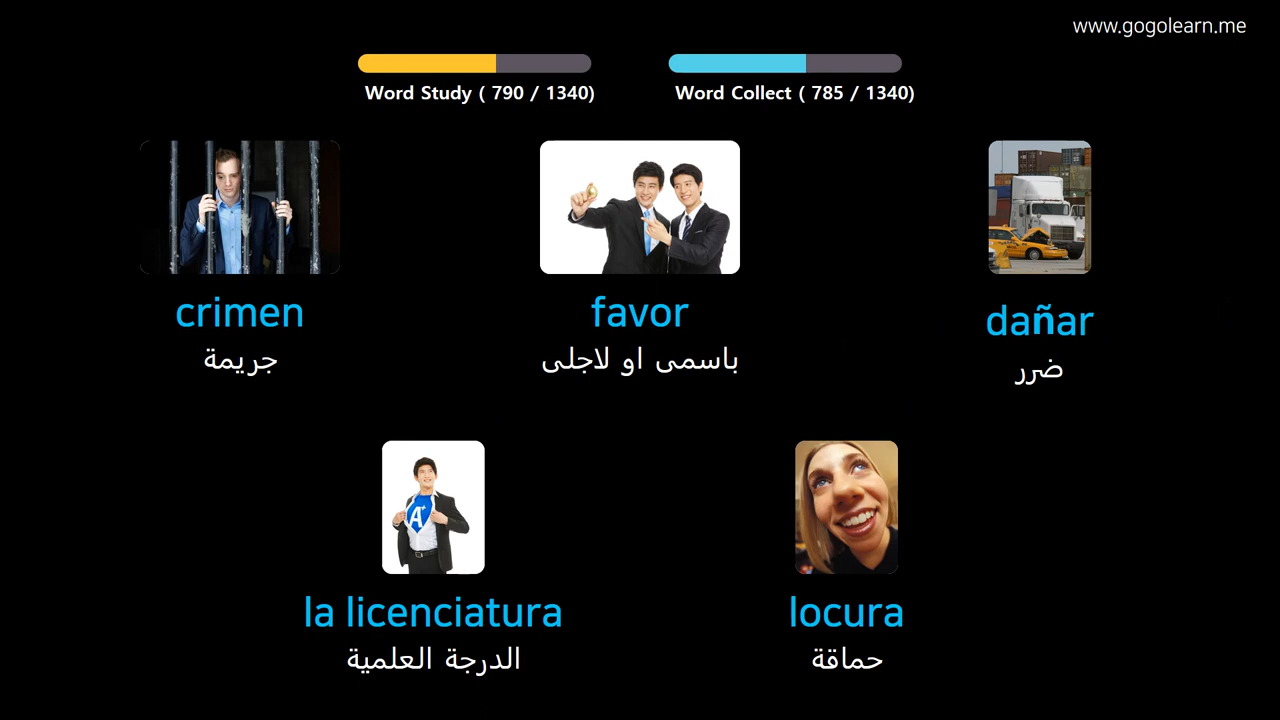 www.gogolearn.me
Word Study ( 790 / 1340)
Word Collect ( 785 / 1340)
crimen
جريمة
favor
باسمى او لاجلى
dañar
ضرر
A+
la licenciatura
الدرجة العلمية
locura
حماقة